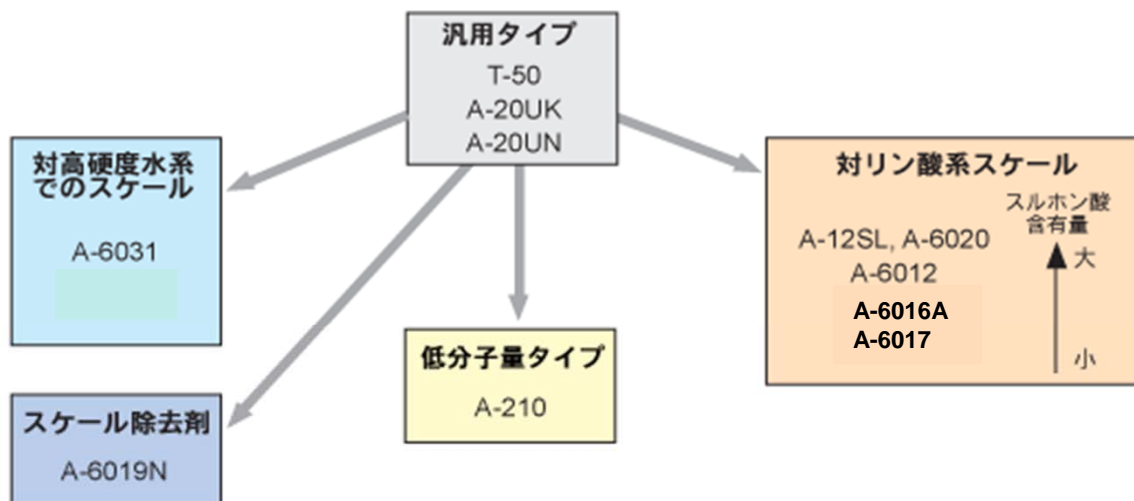 汎用タイプ
T-50
A-20UK
A-20UN
対高硬度水系
でのスケール
A-6031
対リン酸系スケール
スルホン酸
含有量
A-12SL, A-6020
大
A-6012
A-6016A
A-6017
小
低分子量タイプ
A-210
スケール除去剤
A-6019N